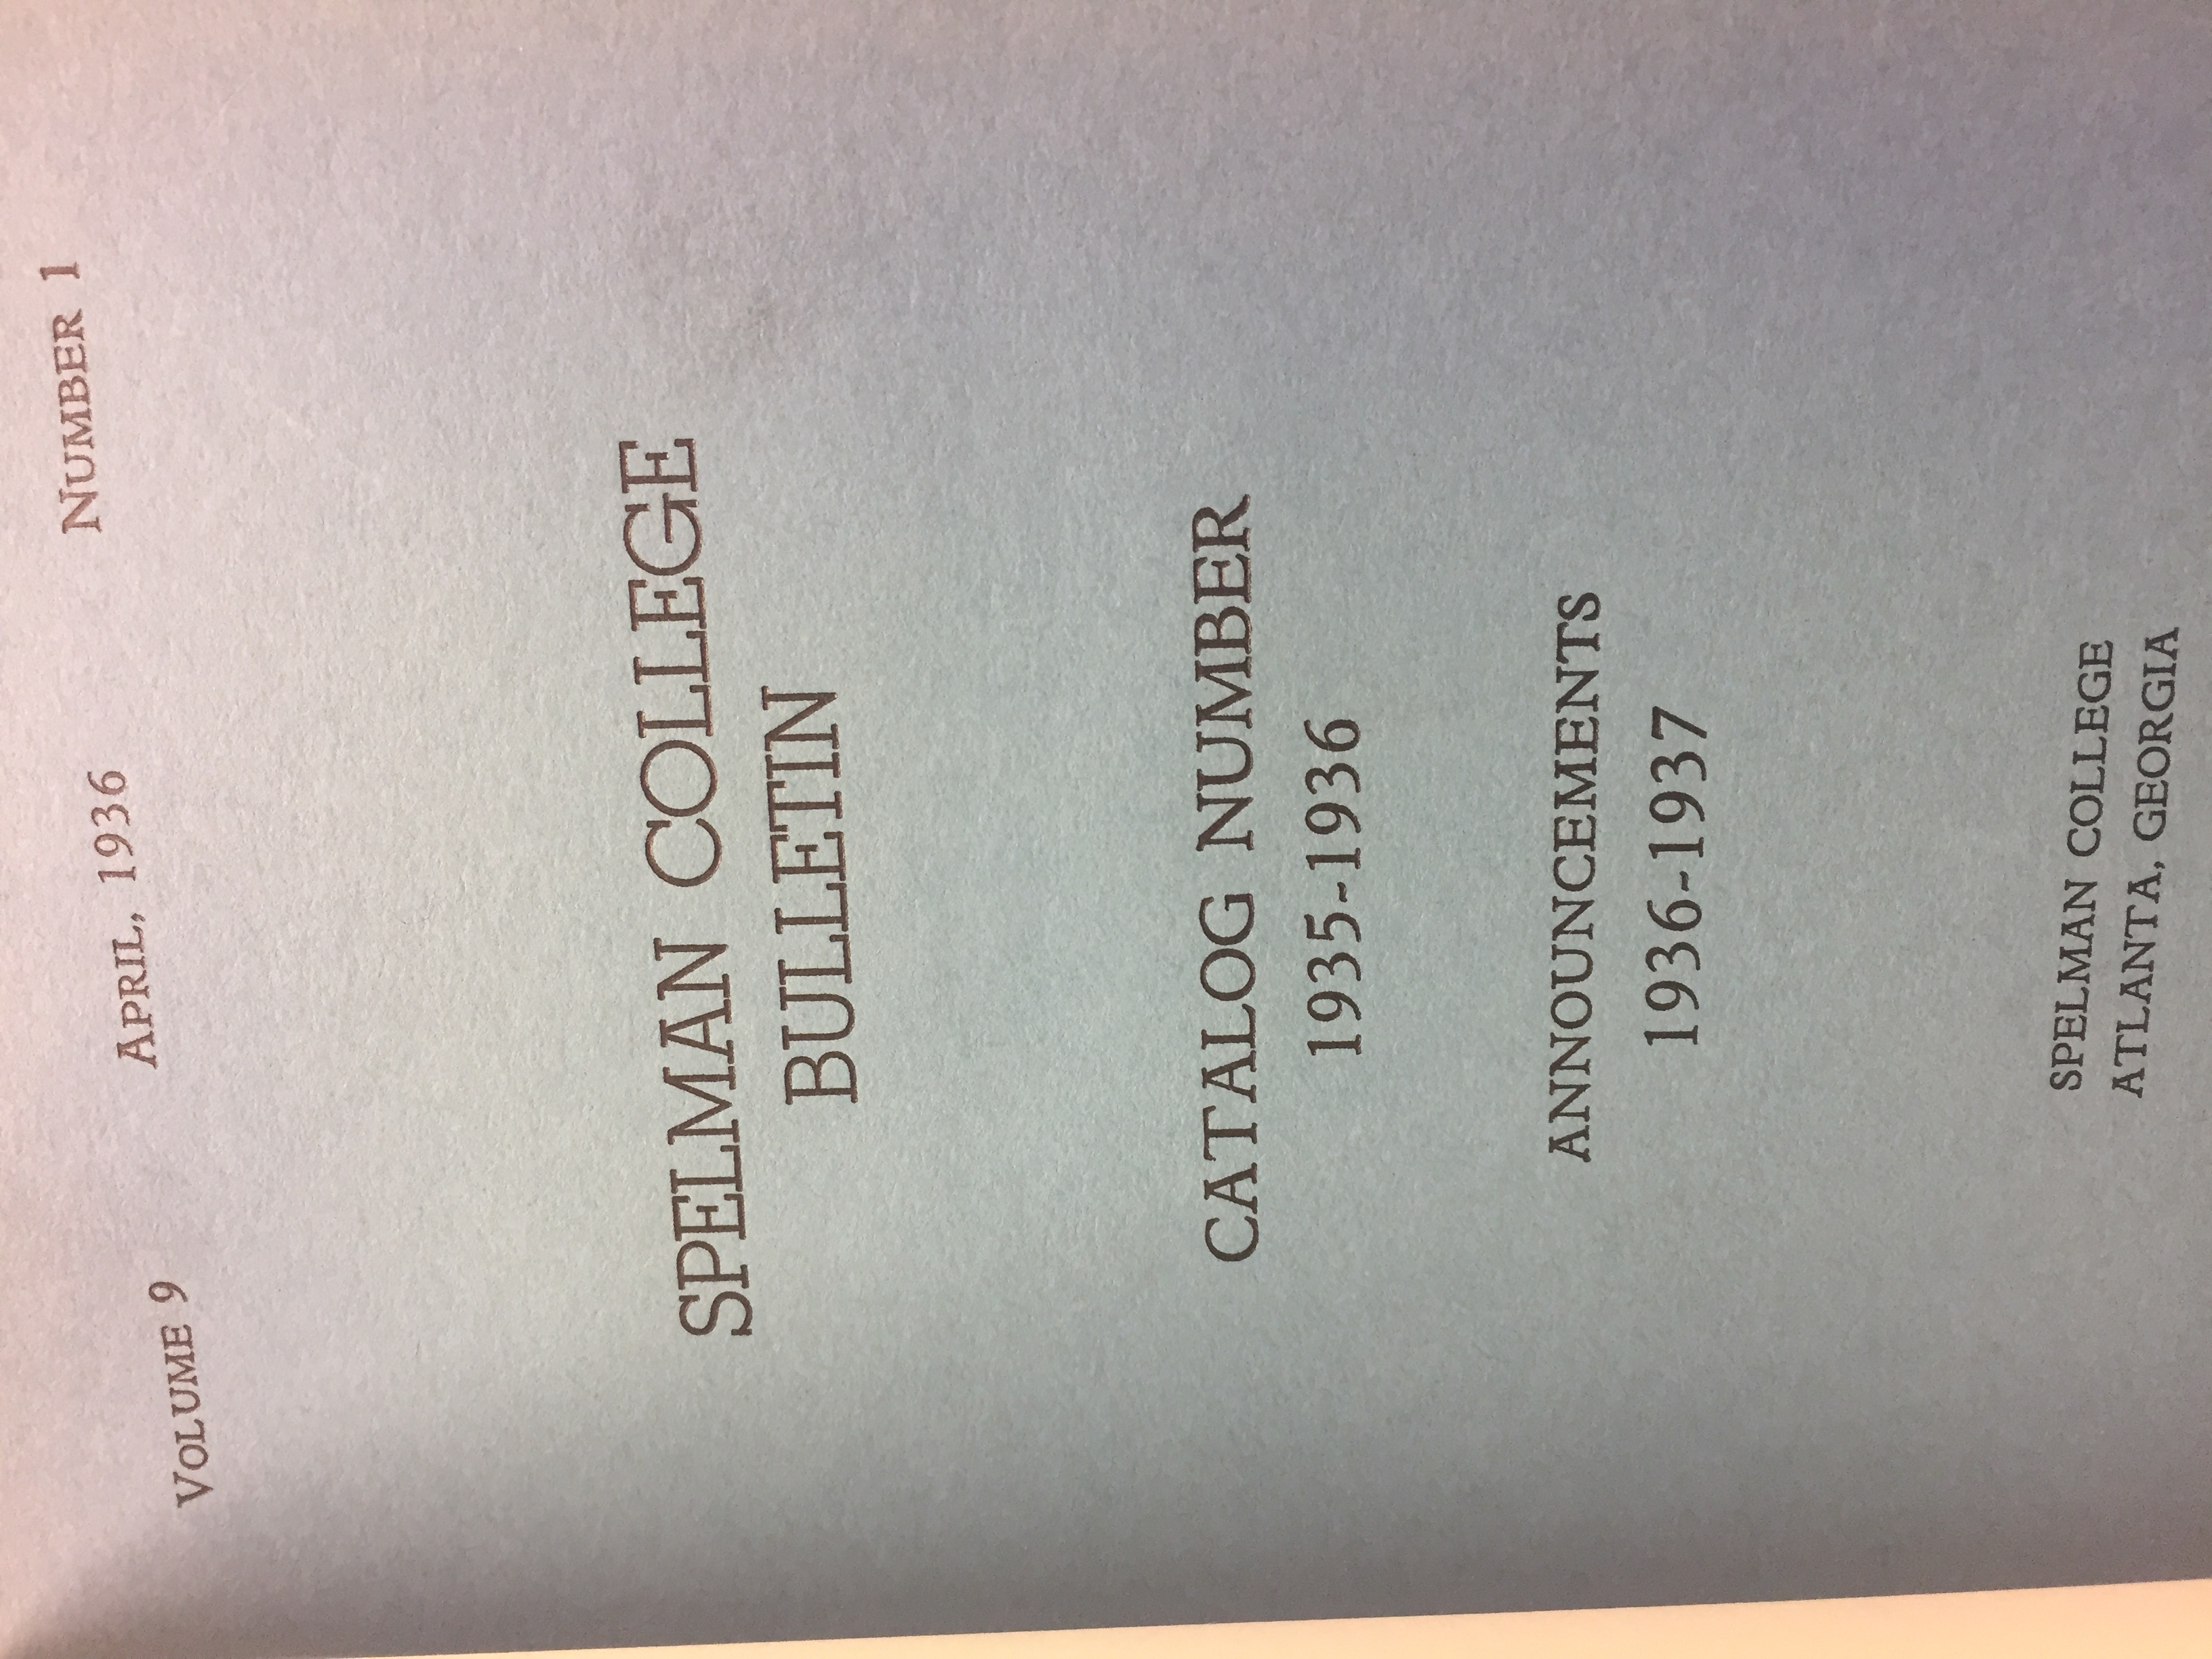 VOLUME 9 APRIL, 1936 NUMBER 1
SPELMAN COLLEGE
BULLETIN
CATALOG NUMBER
1935-1936
ANNOUNCEMENTS
1936-1937
SPELMAN COLLEGE
ATLANTA, GEORGIA